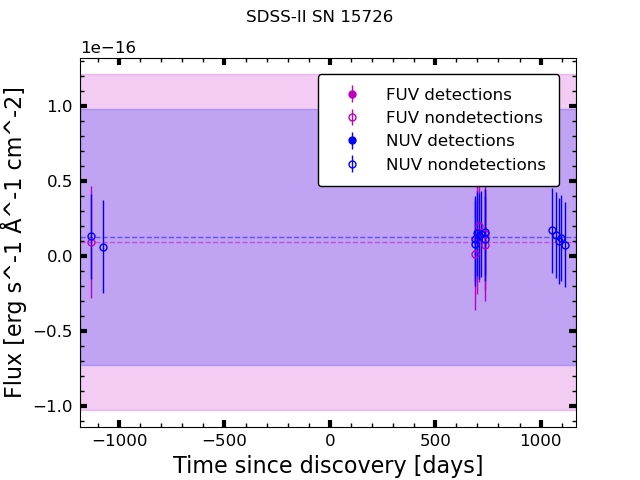 SDSS-II SN 15726
1e−16
FUV detections
FUV nondetections
NUV detections
NUV nondetections
1.0
0.5
0.0
−0.5
−1.0
Flux [erg s^-1 Å^-1 cm^-2]
−1000
−500
0
500
1000
Time since discovery [days]